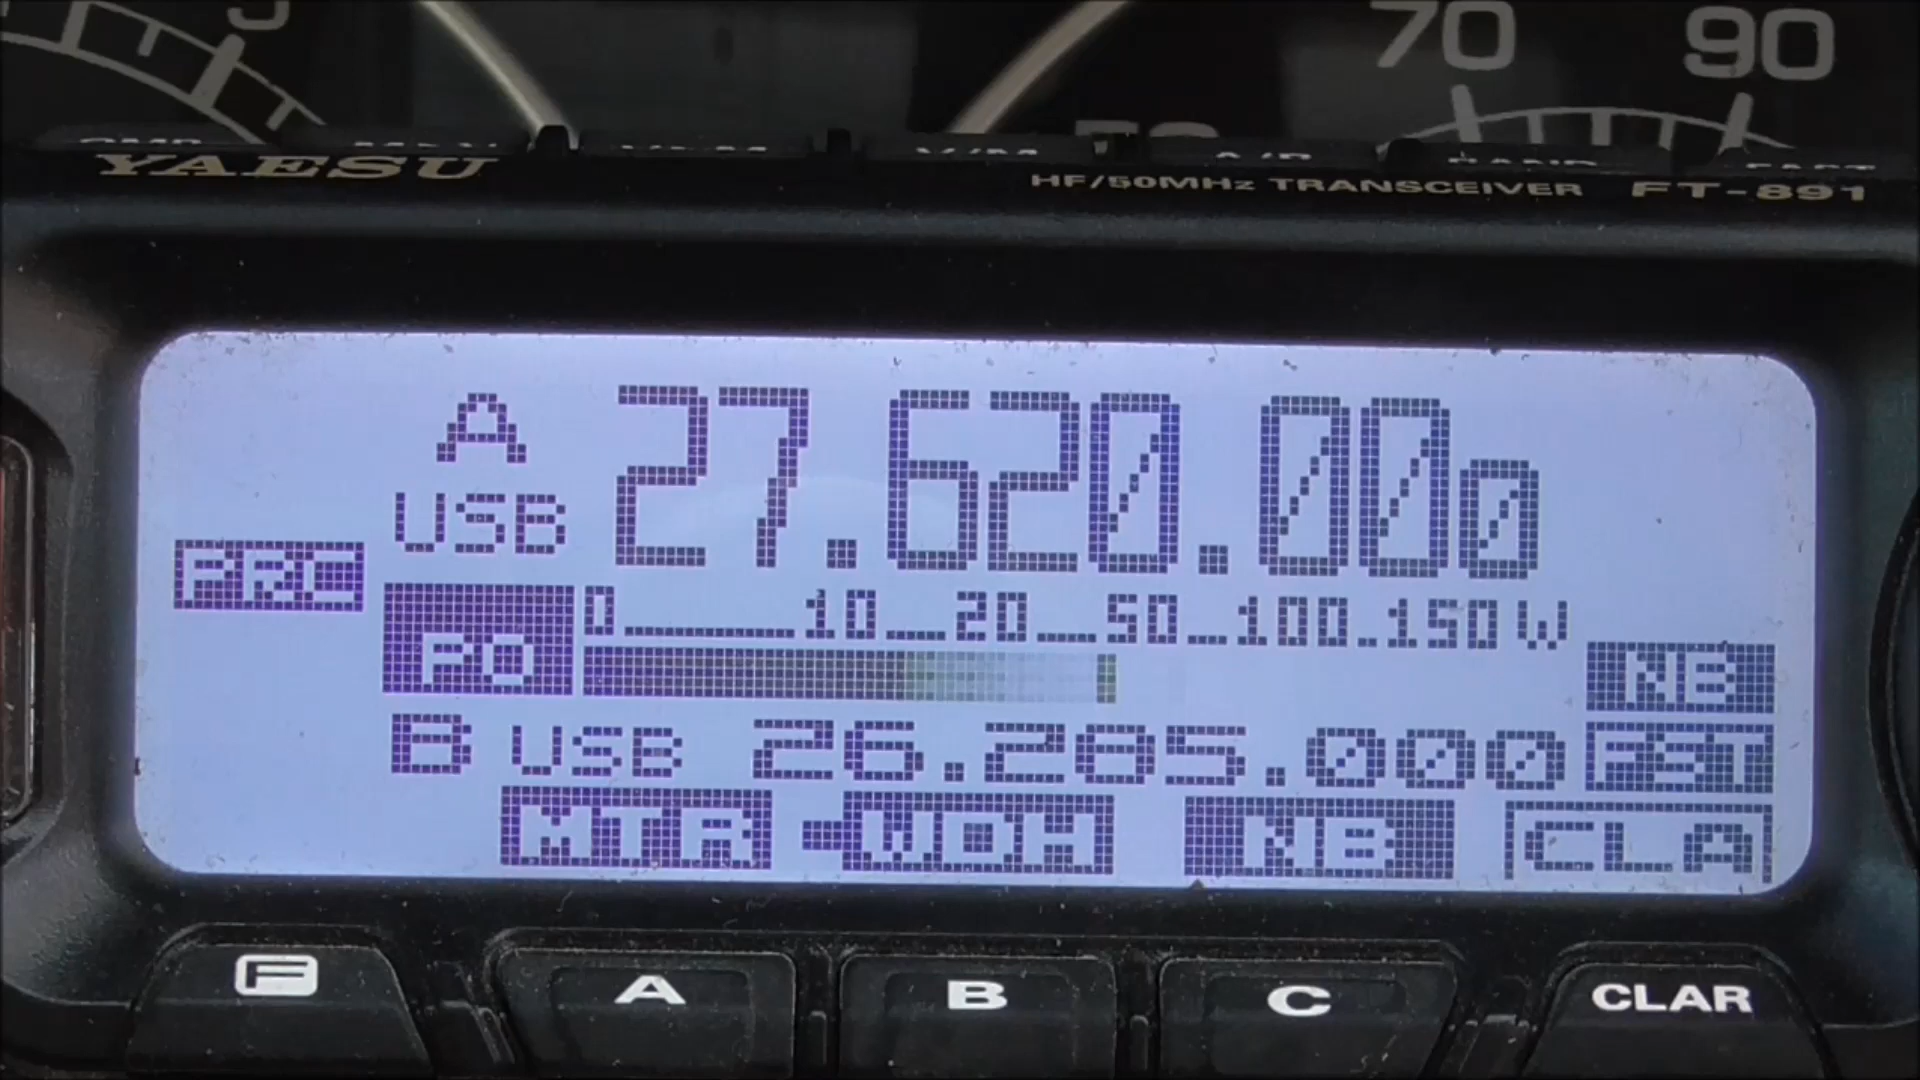 5 70 90
YAESU HF/50MHz TRANSCEIVER FT-891
A 27.620.000
USB
PRC
PO 0 10 20 50 100 150 W
NB
B USB 26.285.000 FST
MTR WDH NB CLA
F A B C CLAR